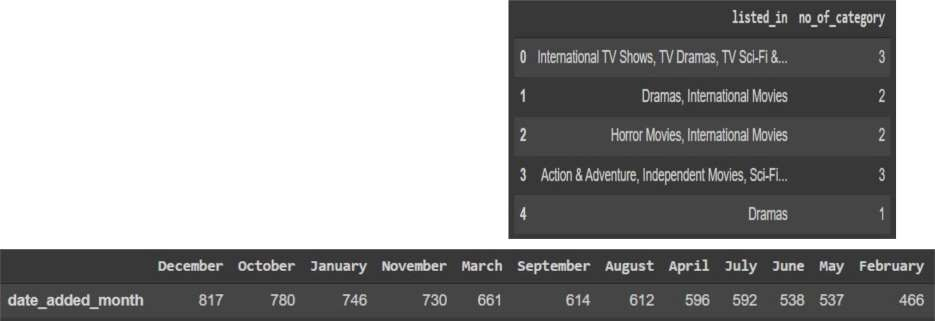 listed_in no_of_category
0 International TV Shows, TV Dramas, TV Sci-Fi &... 3
1 Dramas, International Movies 2
2 Horror Movies, International Movies 2
3 Action & Adventure, Independent Movies, Sci-Fi... 3
4 Dramas 1
December October January November March September August April July June May February
date_added_month 817 780 746 730 661 614 612 596 592 538 537 466